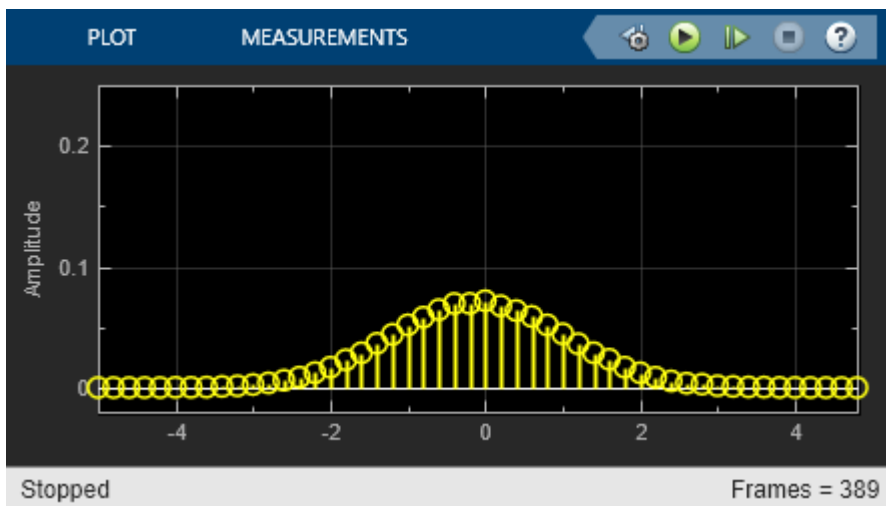 PLOT MEASUREMENTS ?
0.2
0.1
0
Amplitude
-4 -2 0 2 4
Stopped Frames = 389